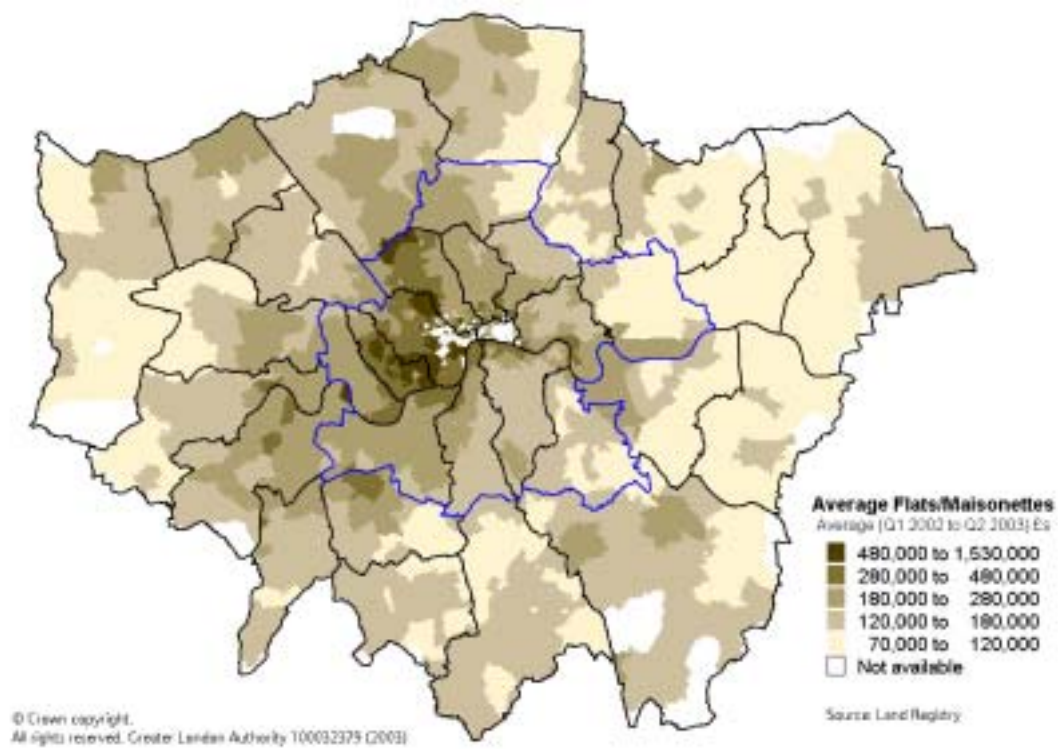 Average Flats/Maisonettes
Average (Q1 2002 to Q2 2003) £s
480,000 to 1,530,000
280,000 to 480,000
180,000 to 280,000
120,000 to 180,000
70,000 to 120,000
Not available
Source: Land Registry
© Crown copyright.
All rights reserved. Greater London Authority 100032379 (2003)